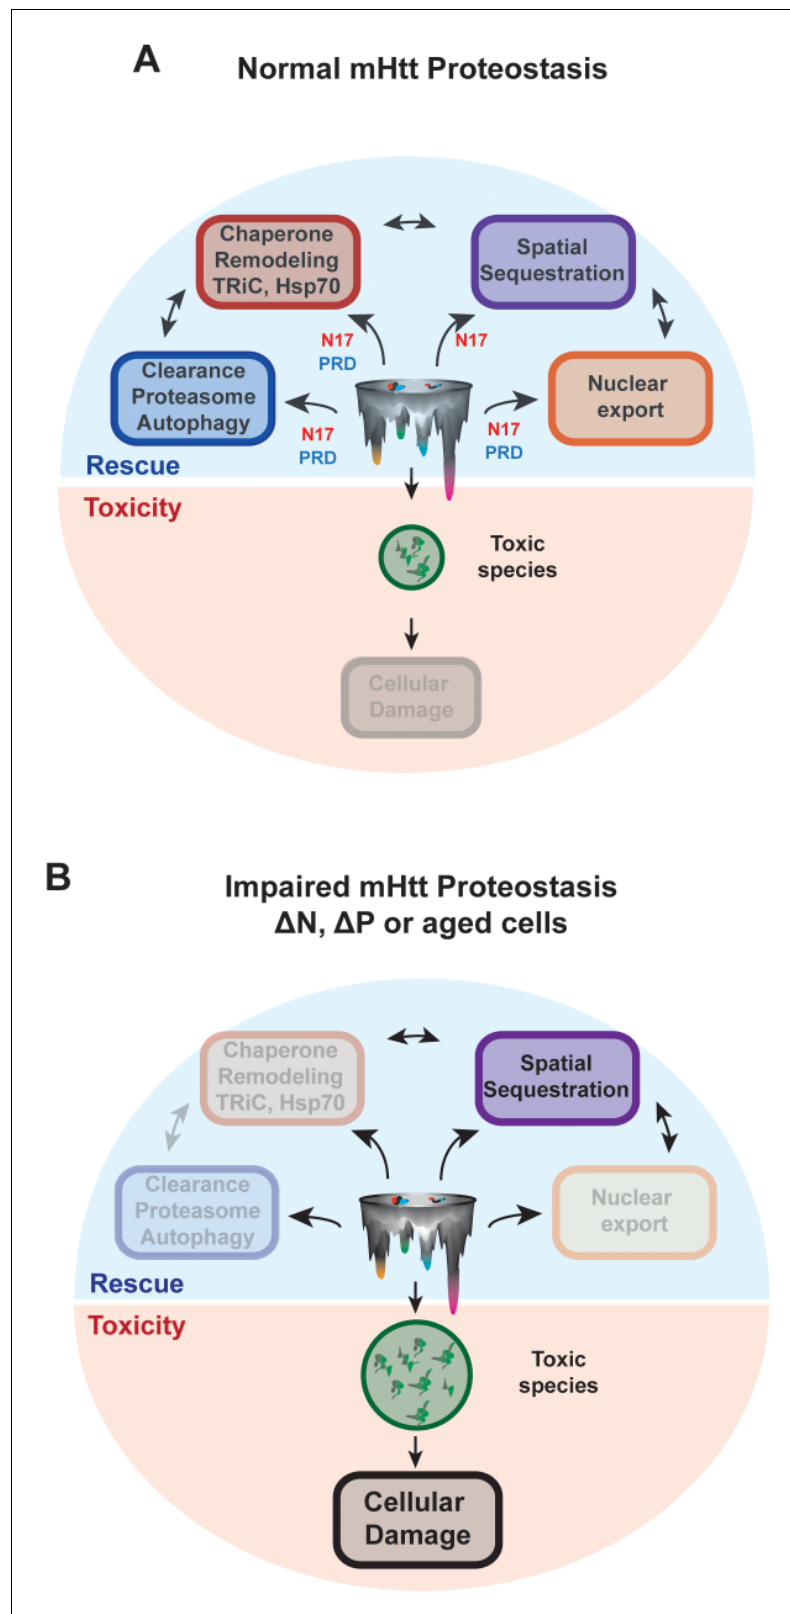 A
Normal mHtt Proteostasis
Chaperone
Remodeling
TRiC, Hsp70
Spatial
Sequestration
N17
PRD
N17
Clearance
Proteasome
Autophagy
Nuclear
export
N17
PRD
N17
PRD
Rescue
Toxicity
Toxic
species
Cellular
Damage
B
Impaired mHtt Proteostasis
ΔN, ΔP or aged cells
Chaperone
Remodeling
TRiC, Hsp70
Spatial
Sequestration
Clearance
Proteasome
Autophagy
Nuclear
export
Rescue
Toxicity
Toxic
species
Cellular
Damage